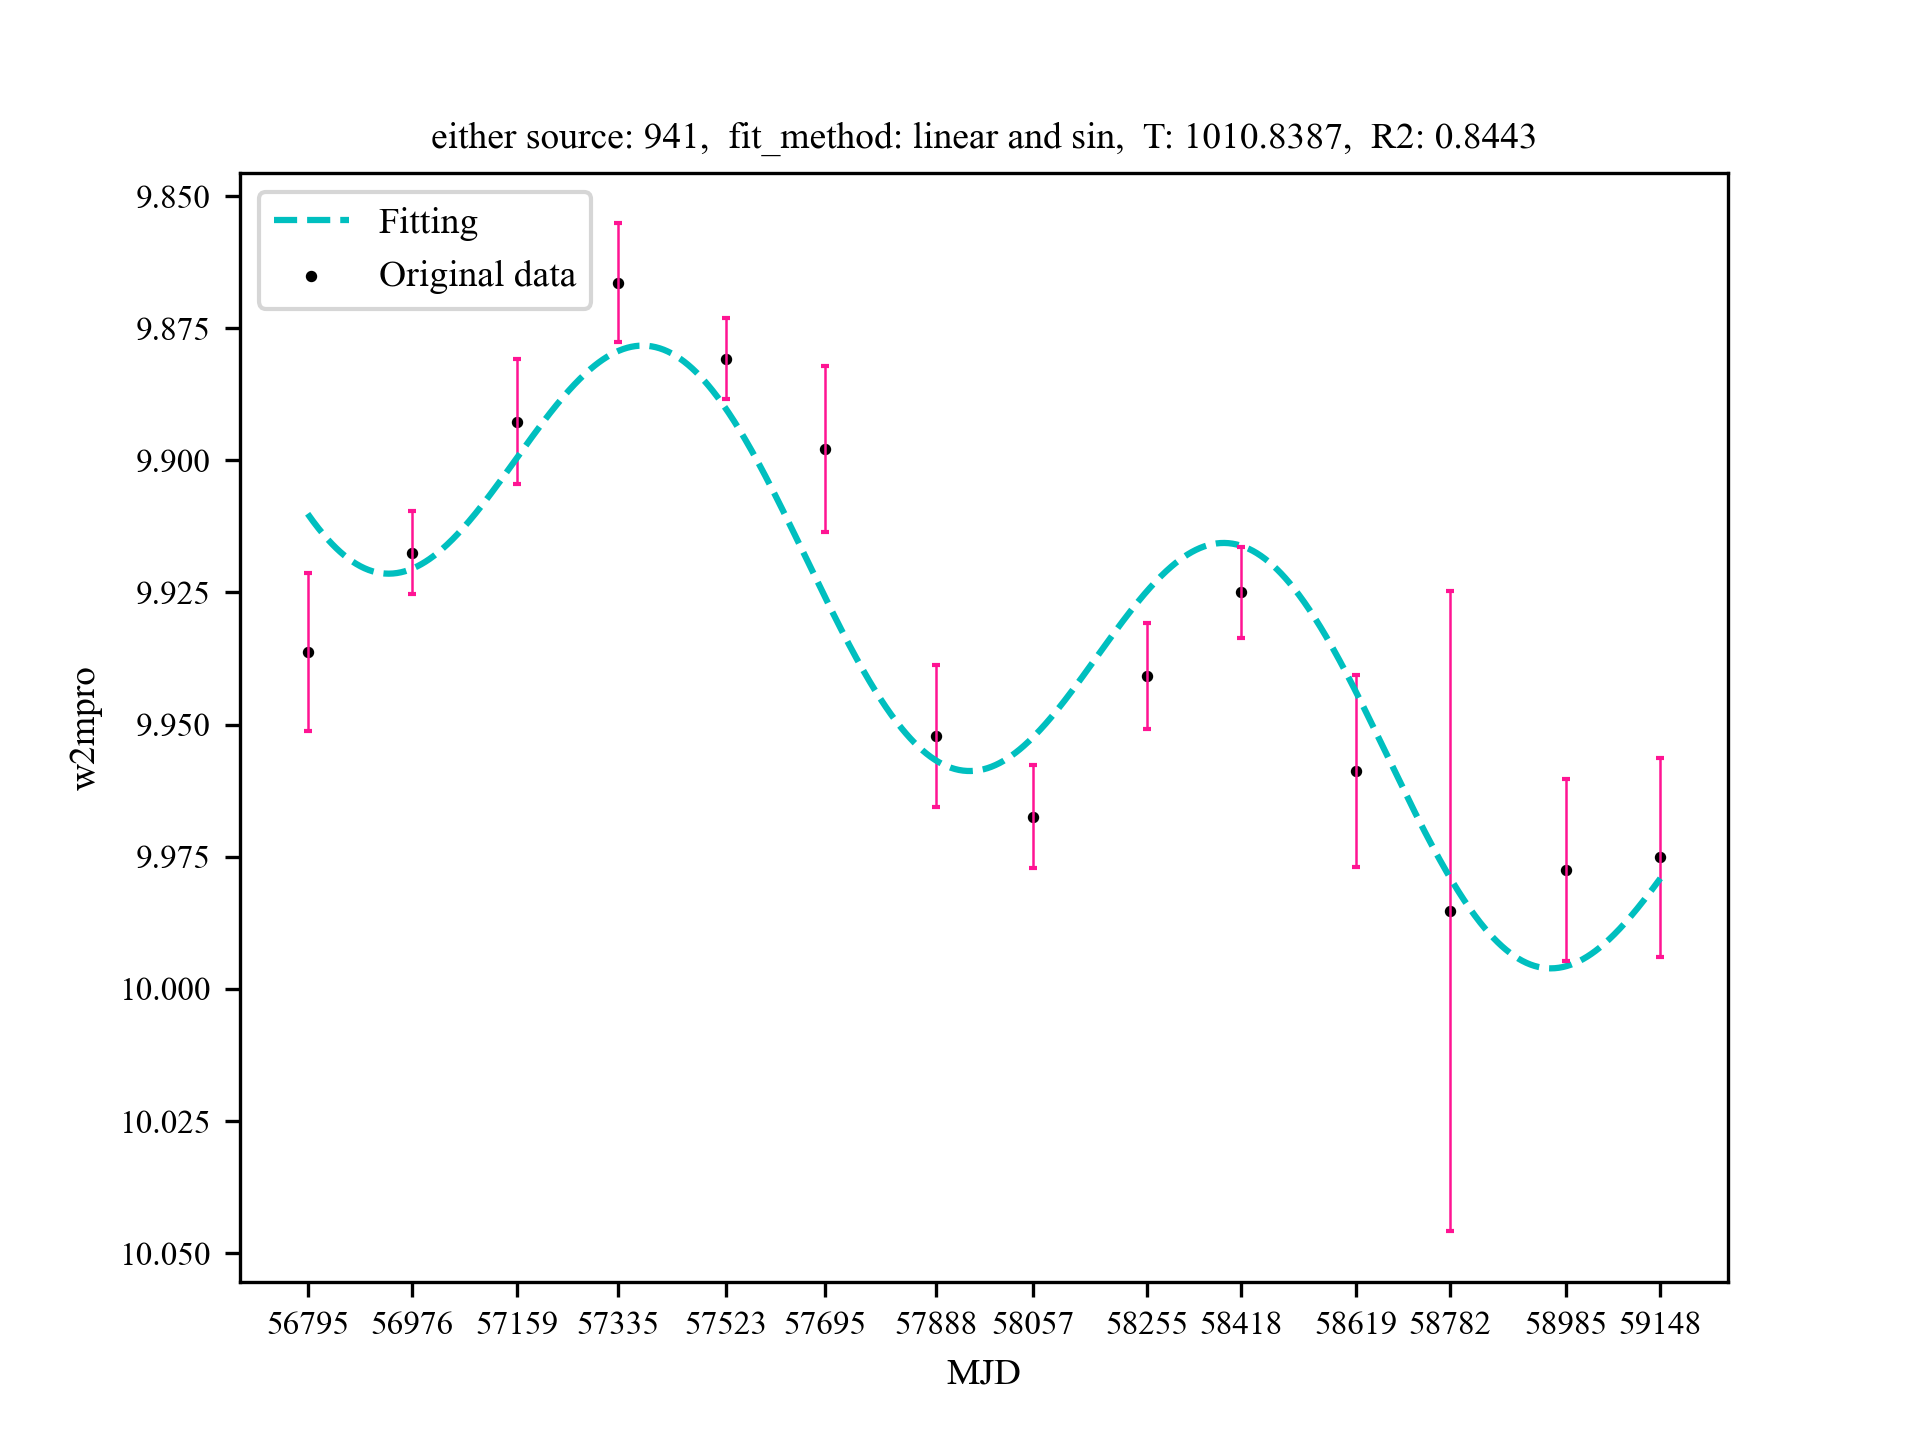 either source: 941,  fit_method: linear and sin,  T: 1010.8387,  R2: 0.8443
Fitting
Original data
9.850
9.875
9.900
9.925
9.950
9.975
10.000
10.025
10.050
w2mpro
56795 56976 57159 57335 57523 57695 57888 58057 58255 58418 58619 58782 58985 59148
MJD